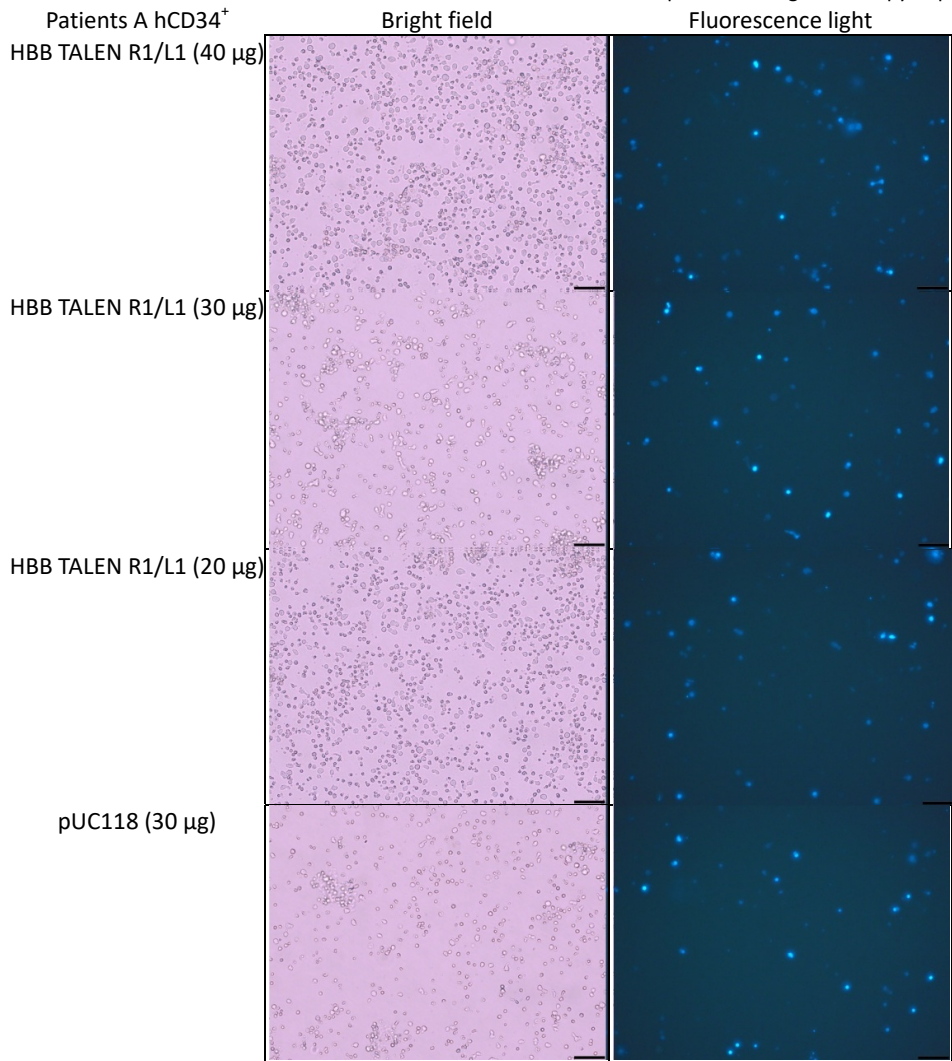 Patients A hCD34⁺ Bright field Fluorescence light
HBB TALEN R1/L1 (40 µg)
HBB TALEN R1/L1 (30 µg)
HBB TALEN R1/L1 (20 µg)
pUC118 (30 µg)